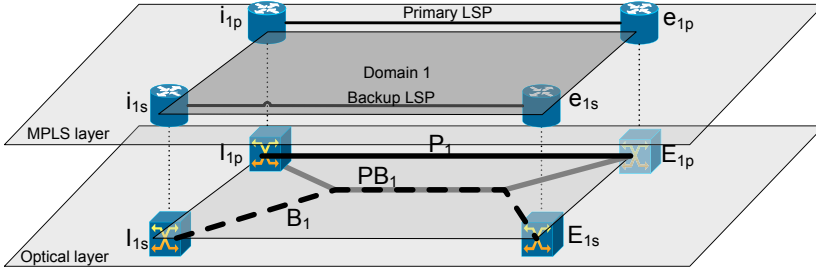 i1p
Primary LSP
e1p
Domain 1
i1s
Backup LSP
e1s
MPLS layer
I1p
P1
E1p
PB1
I1s
B1
E1s
Optical layer